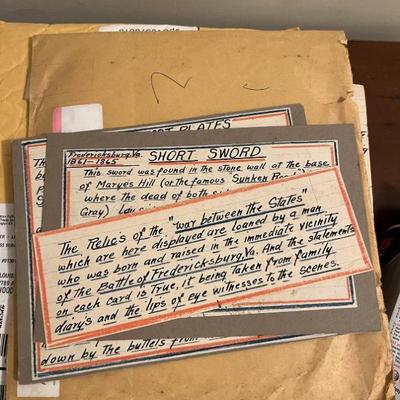 RT PLATES
Fredericksburg, Va.
1861-1865
SHORT SWORD
This sword was found in the stone wall at the base
of Marye's Hill (or the famous Sunken Road)
where the dead of both
Gray)
The Relic's of the "war between the States"
which are here displayed are loaned by a man
who was born and raised in the immediate vicinity
of the Battle of Fredericksburg, Va. And the statements
on each card is true, it being taken from family
diary's and the lips of eye witnesses to the scenes.
down by the bullets from